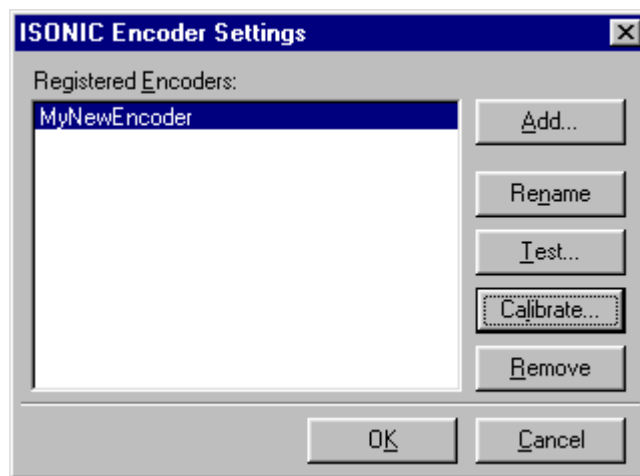 ISONIC Encoder Settings
Registered Encoders:
MyNewEncoder
Add...
Rename
Test...
Calibrate...
Remove
OK
Cancel